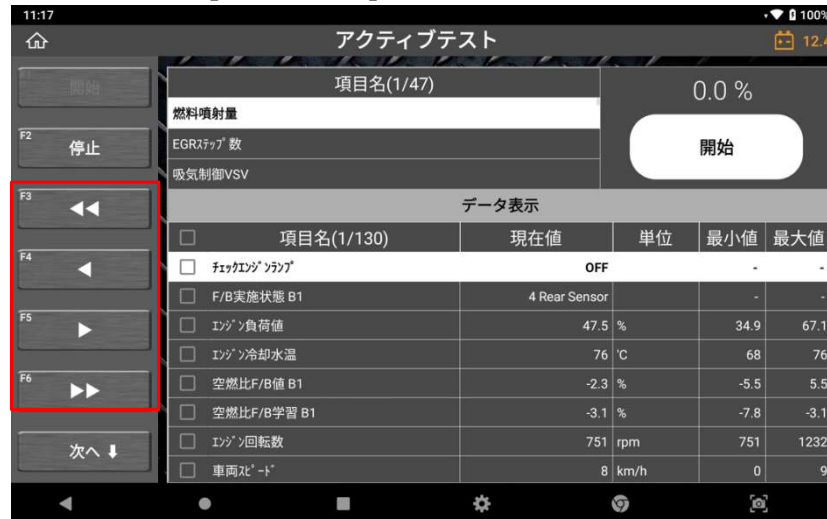 11:17
100%
アクティブテスト
12.4
F1 開始
F2 停止
F3
F4
F5
F6
次へ
項目名(1/47)
燃料噴射量
EGRｽﾃｯﾌﾟ数
吸気制御VSV
0.0 %
開始
データ表示
項目名(1/130) 現在値 単位 最小値 最大値
ﾁｪｯｸｴﾝｼﾞﾝﾗﾝﾌﾟ OFF - -
F/B実施状態 B1 4 Rear Sensor - -
ｴﾝｼﾞﾝ負荷値 47.5 % 34.9 67.1
ｴﾝｼﾞﾝ冷却水温 76 ℃ 68 76
空燃比F/B値 B1 -2.3 % -5.5 5.5
空燃比F/B学習 B1 -3.1 % -7.8 -3.1
ｴﾝｼﾞﾝ回転数 751 rpm 751 1232
車両ｽﾋﾟｰﾄﾞ 8 km/h 0 9